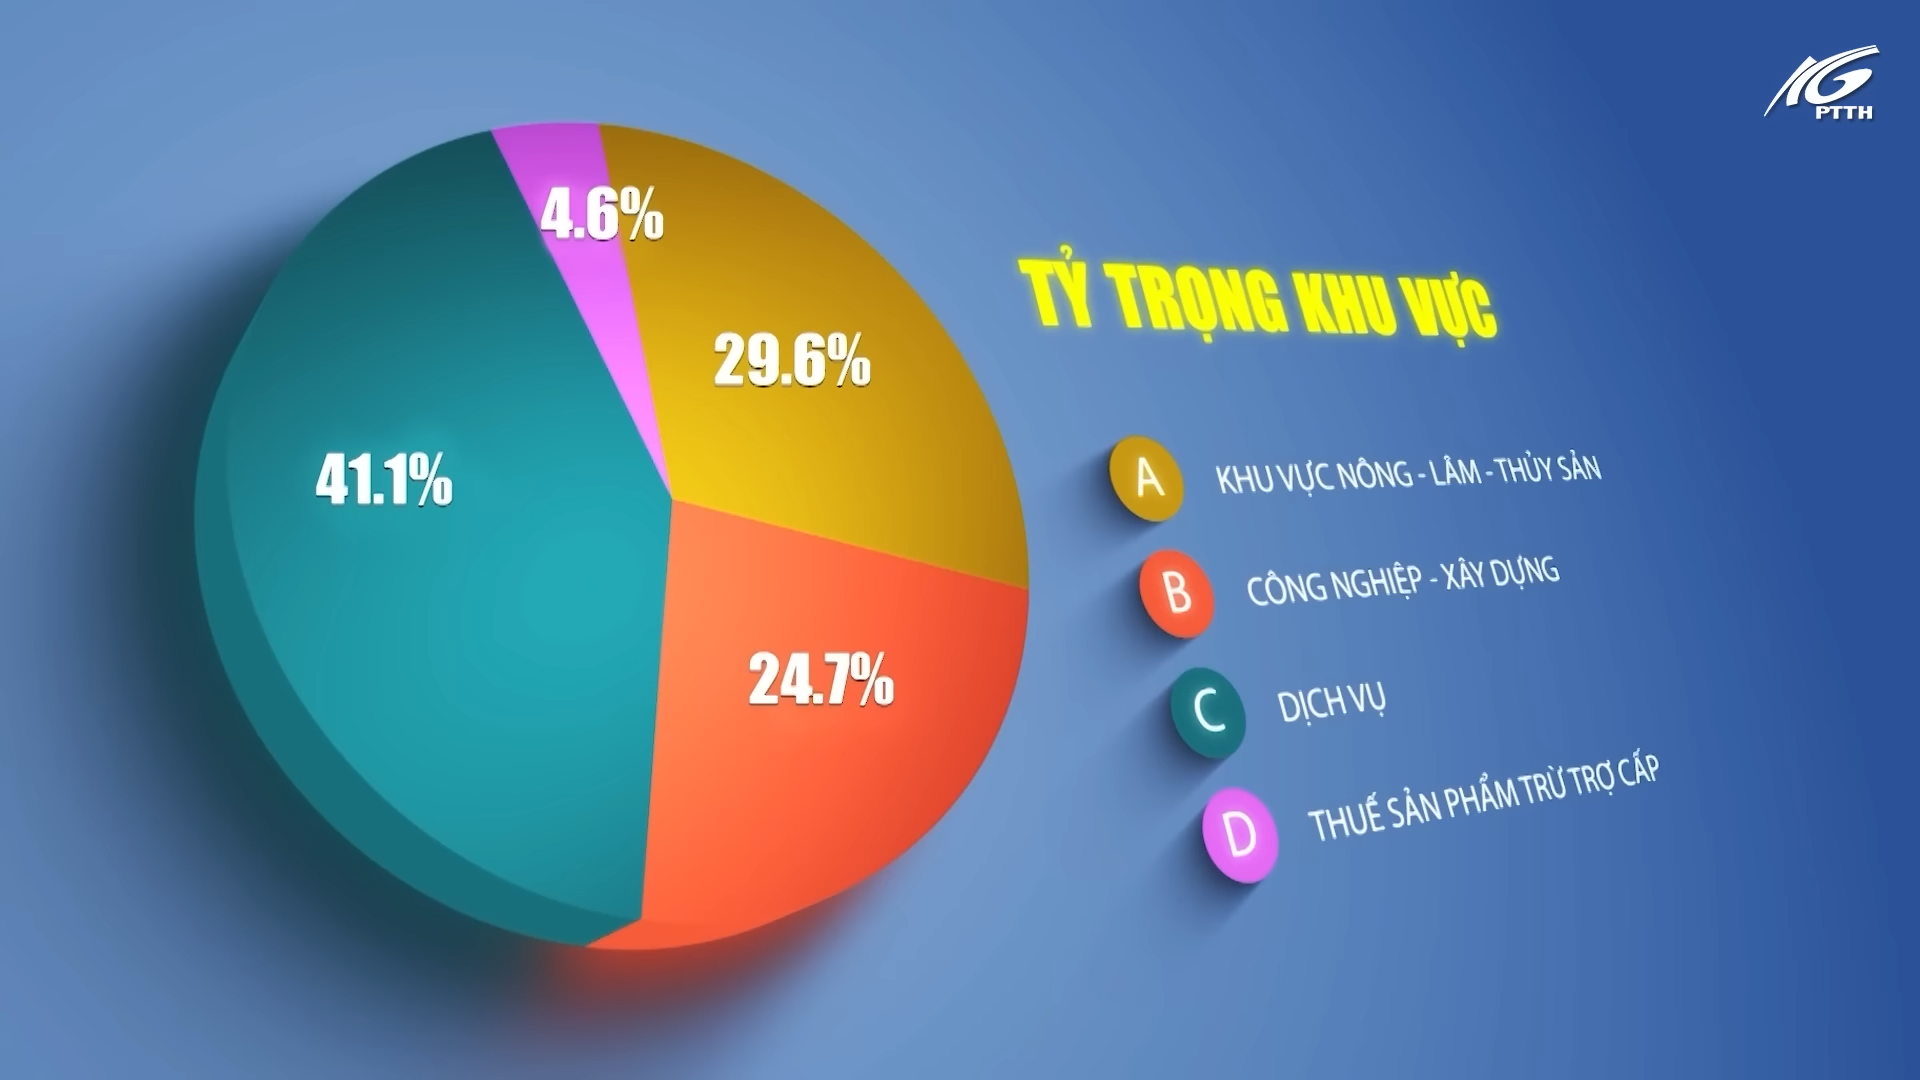 KG
PTTH
4.6%
29.6%
41.1%
24.7%
TỶ TRỌNG KHU VỰC
A KHU VỰC NÔNG - LÂM - THỦY SẢN
B CÔNG NGHIỆP - XÂY DỰNG
C DỊCH VỤ
D THUẾ SẢN PHẨM TRỪ TRỢ CẤP